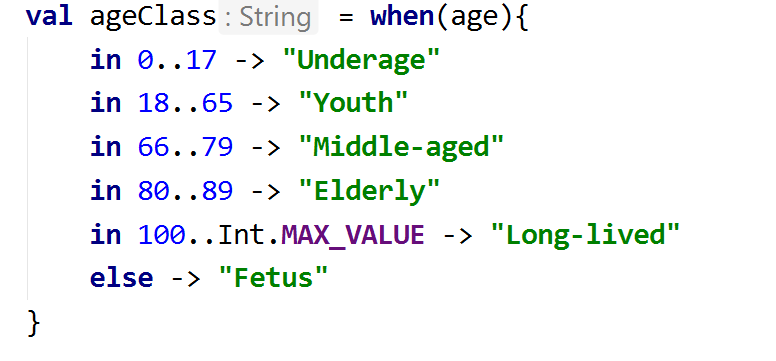 val ageClass : String = when(age){
in 0..17 -> "Underage"
in 18..65 -> "Youth"
in 66..79 -> "Middle-aged"
in 80..89 -> "Elderly"
in 100..Int.MAX_VALUE -> "Long-lived"
else -> "Fetus"
}